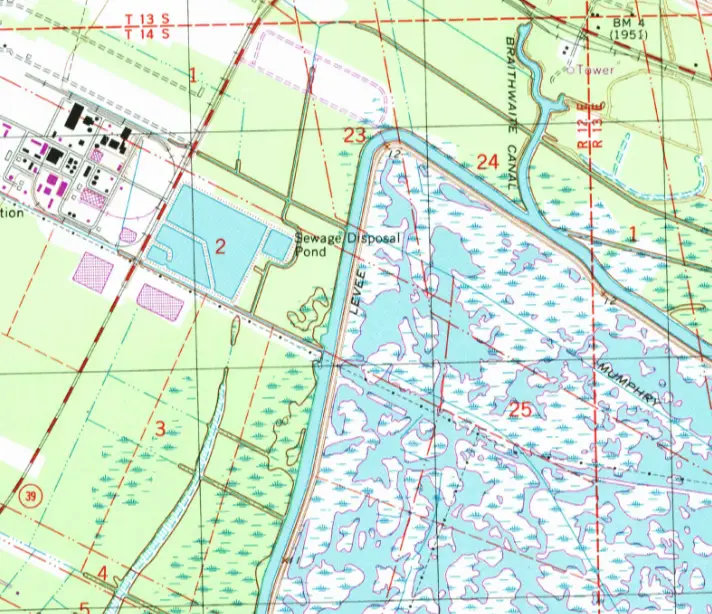 T 13 S
T 14 S
BM 4
(1951)
Tower
1
BRAITHWAITE CANAL
R 12 E
R 13 E
23
12
24
tion
2
Sewage Disposal
Pond
1
LEVEE
12
MUMPHRY
25
3
39
4
5